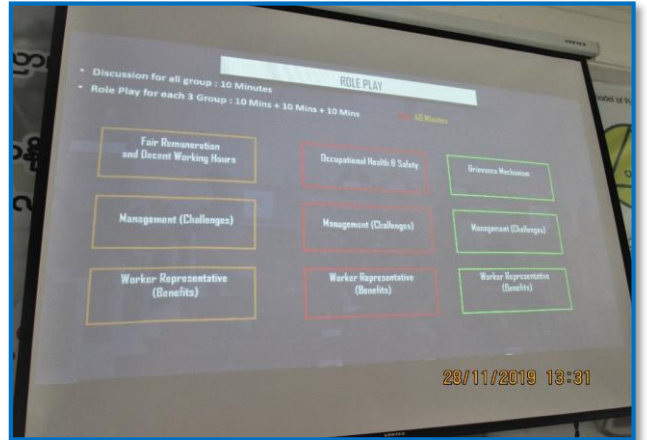 ROLE PLAY
• Discussion for all group : 10 Minutes
• Role Play for each 3 Group : 10 Mins + 10 Mins + 10 Mins
40 Minutes
Fair Remuneration
and Decent Working Hours
Occupational Health & Safety
Grievance Mechanism
Management (Challenges)
Management (Challenges)
Management (Challenges)
Worker Representative
(Benefits)
Worker Representative
(Benefits)
Worker Representative
(Benefits)
28/11/2019 13:31